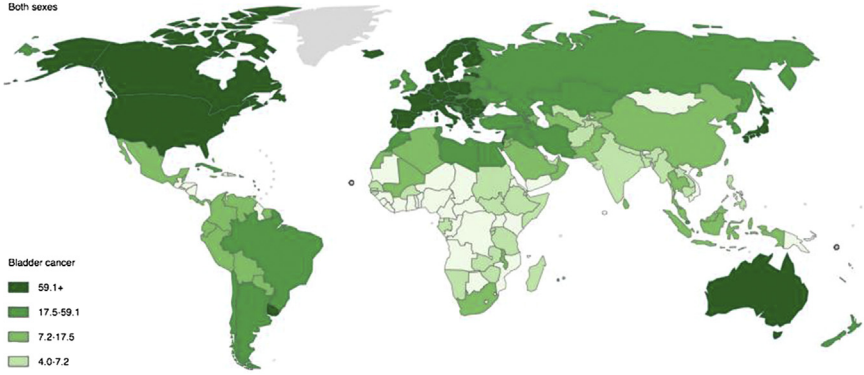 Both sexes
Bladder cancer
59.1+
17.5-59.1
7.2-17.5
4.0-7.2